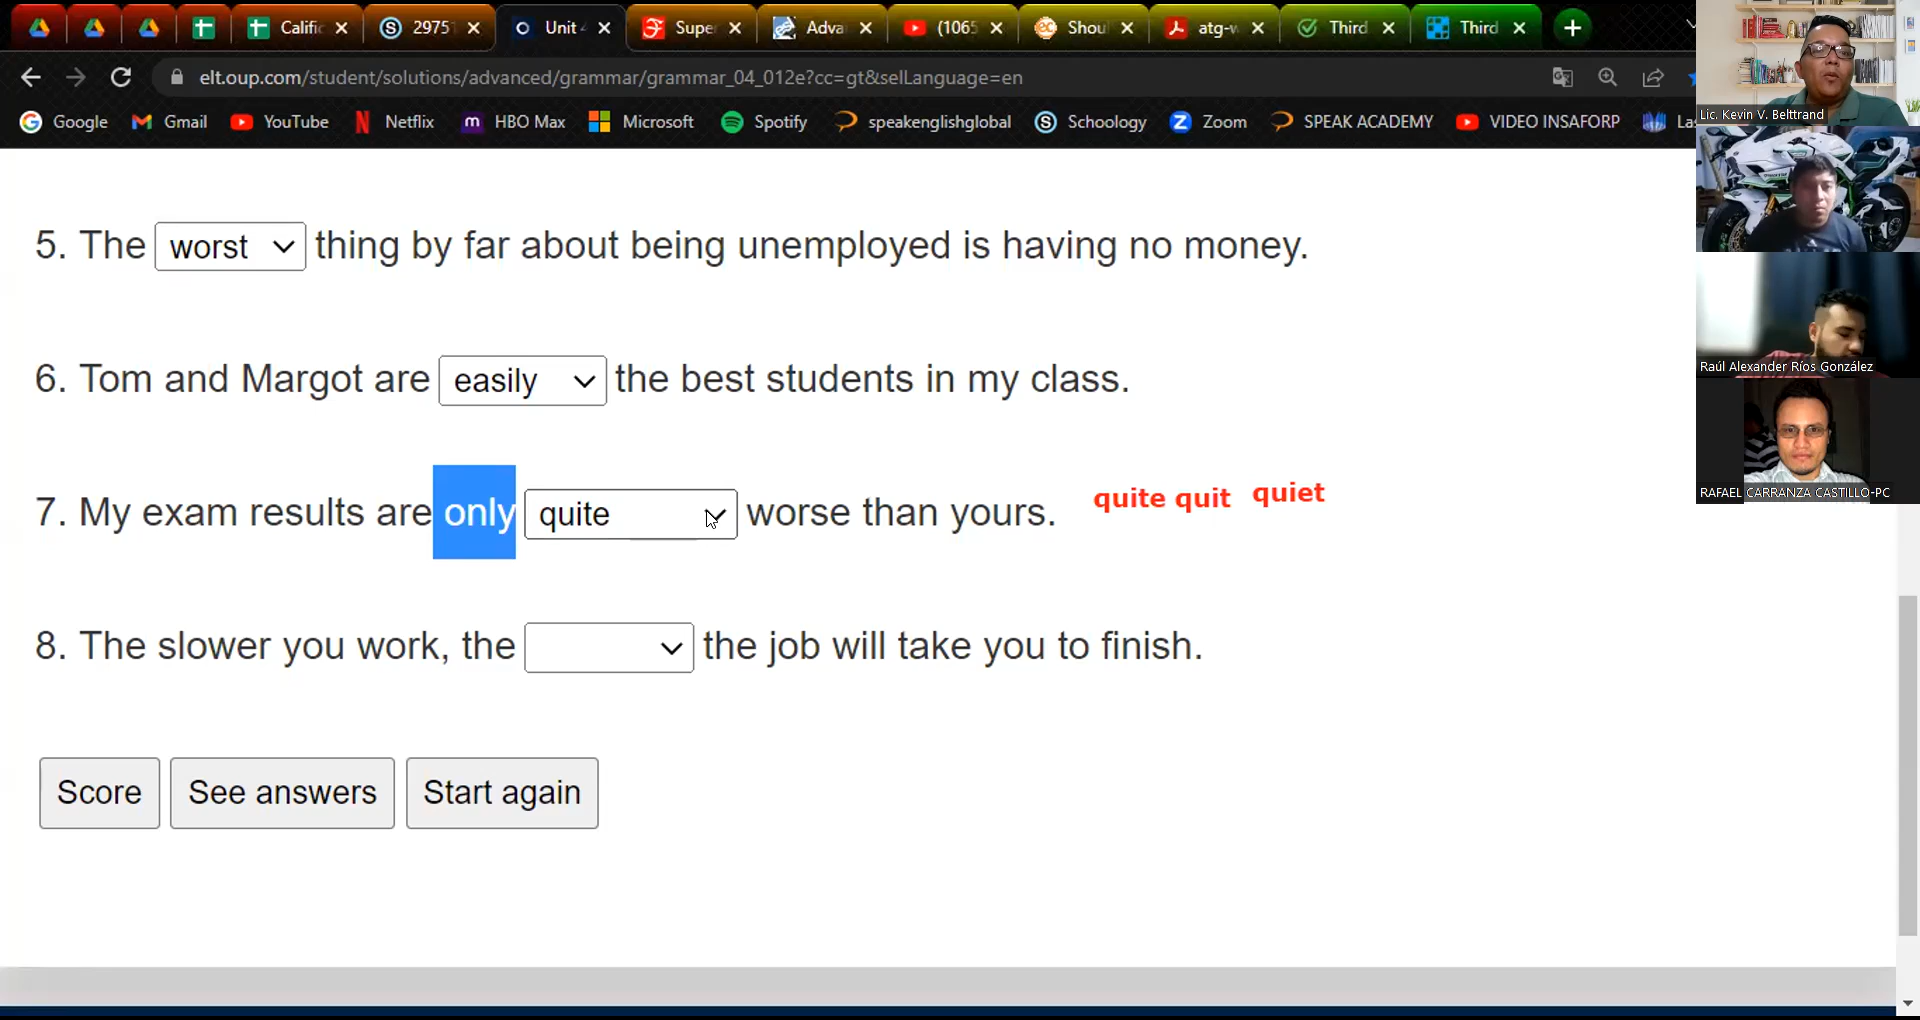 Calific 2975 Unit 4 Super Adva (1065 Shou atg-w Third Third
elt.oup.com/student/solutions/advanced/grammar/grammar_04_012e?cc=gt&selLanguage=en
Google Gmail YouTube Netflix HBO Max Microsoft Spotify speakenglishglobal Schoology Zoom SPEAK ACADEMY VIDEO INSAFORP La
Lic. Kevin V. Belttrand
5. The worst thing by far about being unemployed is having no money.
Raúl Alexander Ríos González
6. Tom and Margot are easily the best students in my class.
RAFAEL CARRANZA CASTILLO-PC
7. My exam results are only quite worse than yours. quite quit quiet
8. The slower you work, the the job will take you to finish.
Score See answers Start again